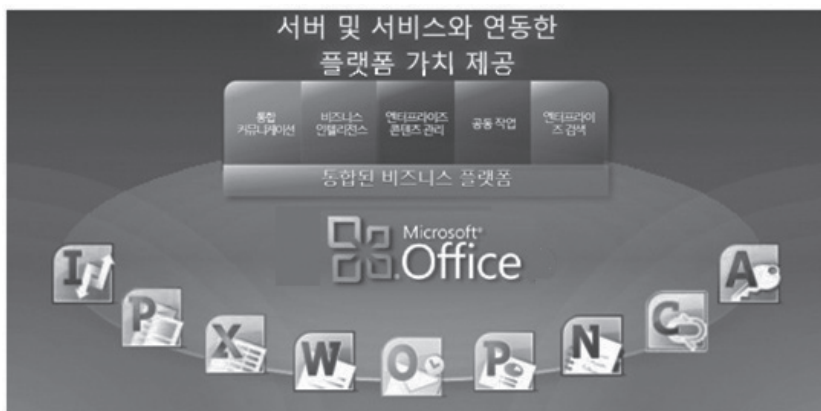 서버 및 서비스와 연동한
플랫폼 가치 제공
통합
커뮤니케이션
비즈니스
인텔리전스
엔터프라이즈
콘텐츠 관리
공동 작업
엔터프라이
즈 검색
통합된 비즈니스 플랫폼
Microsoft®
Office
I
P
X
W
O
P
N
C
A